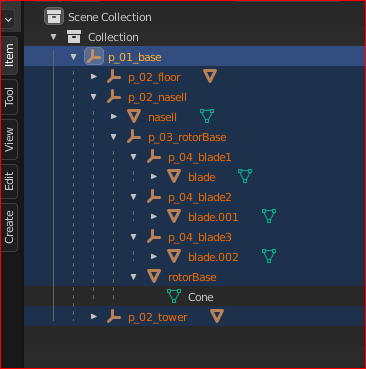 Scene Collection
Collection
p_01_base
p_02_floor
p_02_nasell
nasell
p_03_rotorBase
p_04_blade1
blade
p_04_blade2
blade.001
p_04_blade3
blade.002
rotorBase
Cone
p_02_tower
Item
Tool
View
Edit
Create